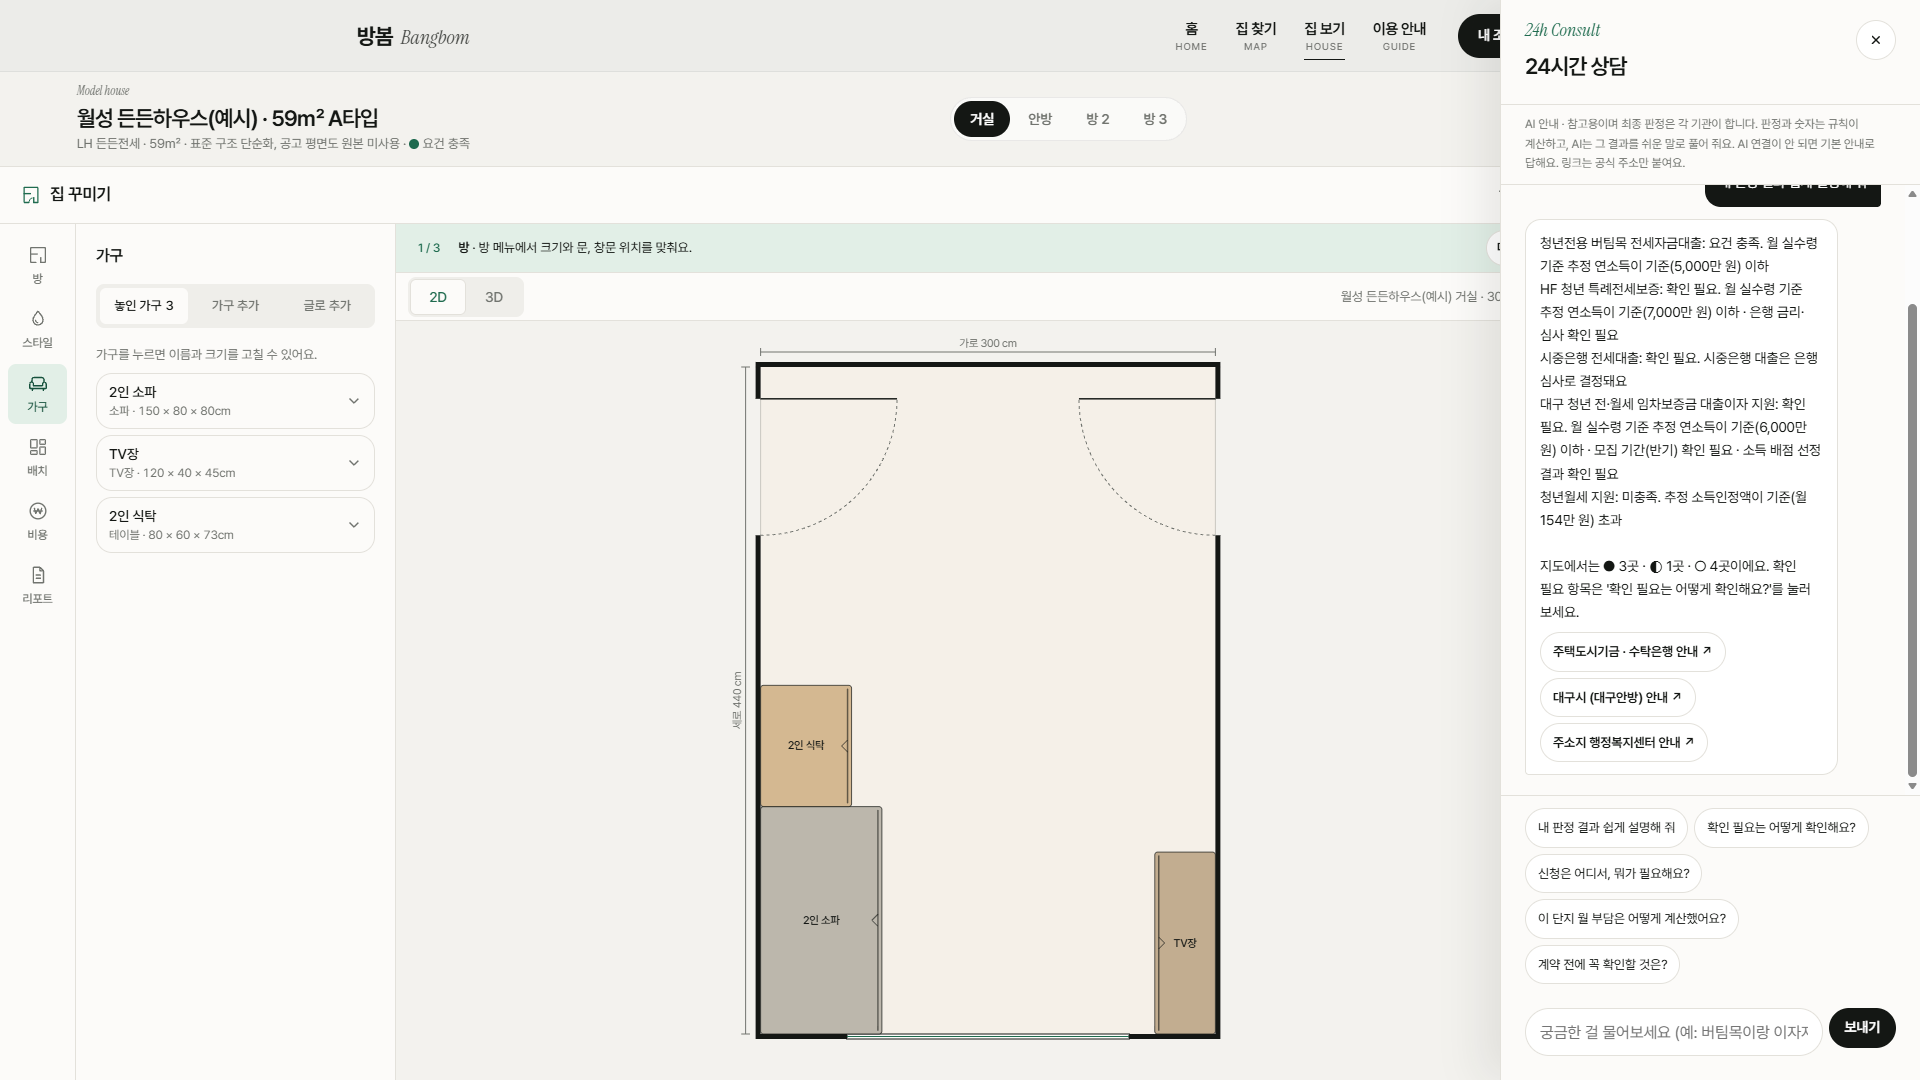 방봄 Bangbom
홈
HOME
집 찾기
MAP
집 보기
HOUSE
이용 안내
GUIDE
Model house
월성 든든하우스(예시) · 59m² A타입
LH 든든전세 · 59m² · 표준 구조 단순화, 공고 평면도 원본 미사용 · ● 요건 충족
거실
안방
방 2
방 3
집 꾸미기
방
스타일
가구
배치
비용
리포트
가구
놓인 가구 3
가구 추가
글로 추가
가구를 누르면 이름과 크기를 고칠 수 있어요.
2인 소파
소파 · 150 × 80 × 80cm
TV장
TV장 · 120 × 40 × 45cm
2인 식탁
테이블 · 80 × 60 × 73cm
1 / 3 방 · 방 메뉴에서 크기와 문, 창문 위치를 맞춰요.
2D
3D
월성 든든하우스(예시) 거실 · 30
가로 300 cm
세로 440 cm
2인 식탁
2인 소파
TV장
24h Consult
24시간 상담
×
AI 안내 · 참고용이며 최종 판정은 각 기관이 합니다. 판정과 숫자는 규칙이
계산하고, AI는 그 결과를 쉬운 말로 풀어 줘요. AI 연결이 안 되면 기본 안내로
답해요. 링크는 공식 주소만 붙여요.
청년전용 버팀목 전세자금대출: 요건 충족. 월 실수령
기준 추정 연소득이 기준(5,000만 원) 이하
HF 청년 특례전세보증: 확인 필요. 월 실수령 기준
추정 연소득이 기준(7,000만 원) 이하 · 은행 금리·
심사 확인 필요
시중은행 전세대출: 확인 필요. 시중은행 대출은 은행
심사로 결정돼요
대구 청년 전·월세 임차보증금 대출이자 지원: 확인
필요. 월 실수령 기준 추정 연소득이 기준(6,000만
원) 이하 · 모집 기간(반기) 확인 필요 · 소득 배점 선정
결과 확인 필요
청년월세 지원: 미충족. 추정 소득인정액이 기준(월
154만 원) 초과
지도에서는 ● 3곳 · ◐ 1곳 · ○ 4곳이에요. 확인
필요 항목은 '확인 필요는 어떻게 확인해요?'를 눌러
보세요.
주택도시기금 · 수탁은행 안내 ↗
대구시 (대구안방) 안내 ↗
주소지 행정복지센터 안내 ↗
내 판정 결과 쉽게 설명해 줘
확인 필요는 어떻게 확인해요?
신청은 어디서, 뭐가 필요해요?
이 단지 월 부담은 어떻게 계산했어요?
계약 전에 꼭 확인할 것은?
궁금한 걸 물어보세요 (예: 버팀목이랑 이자지
보내기